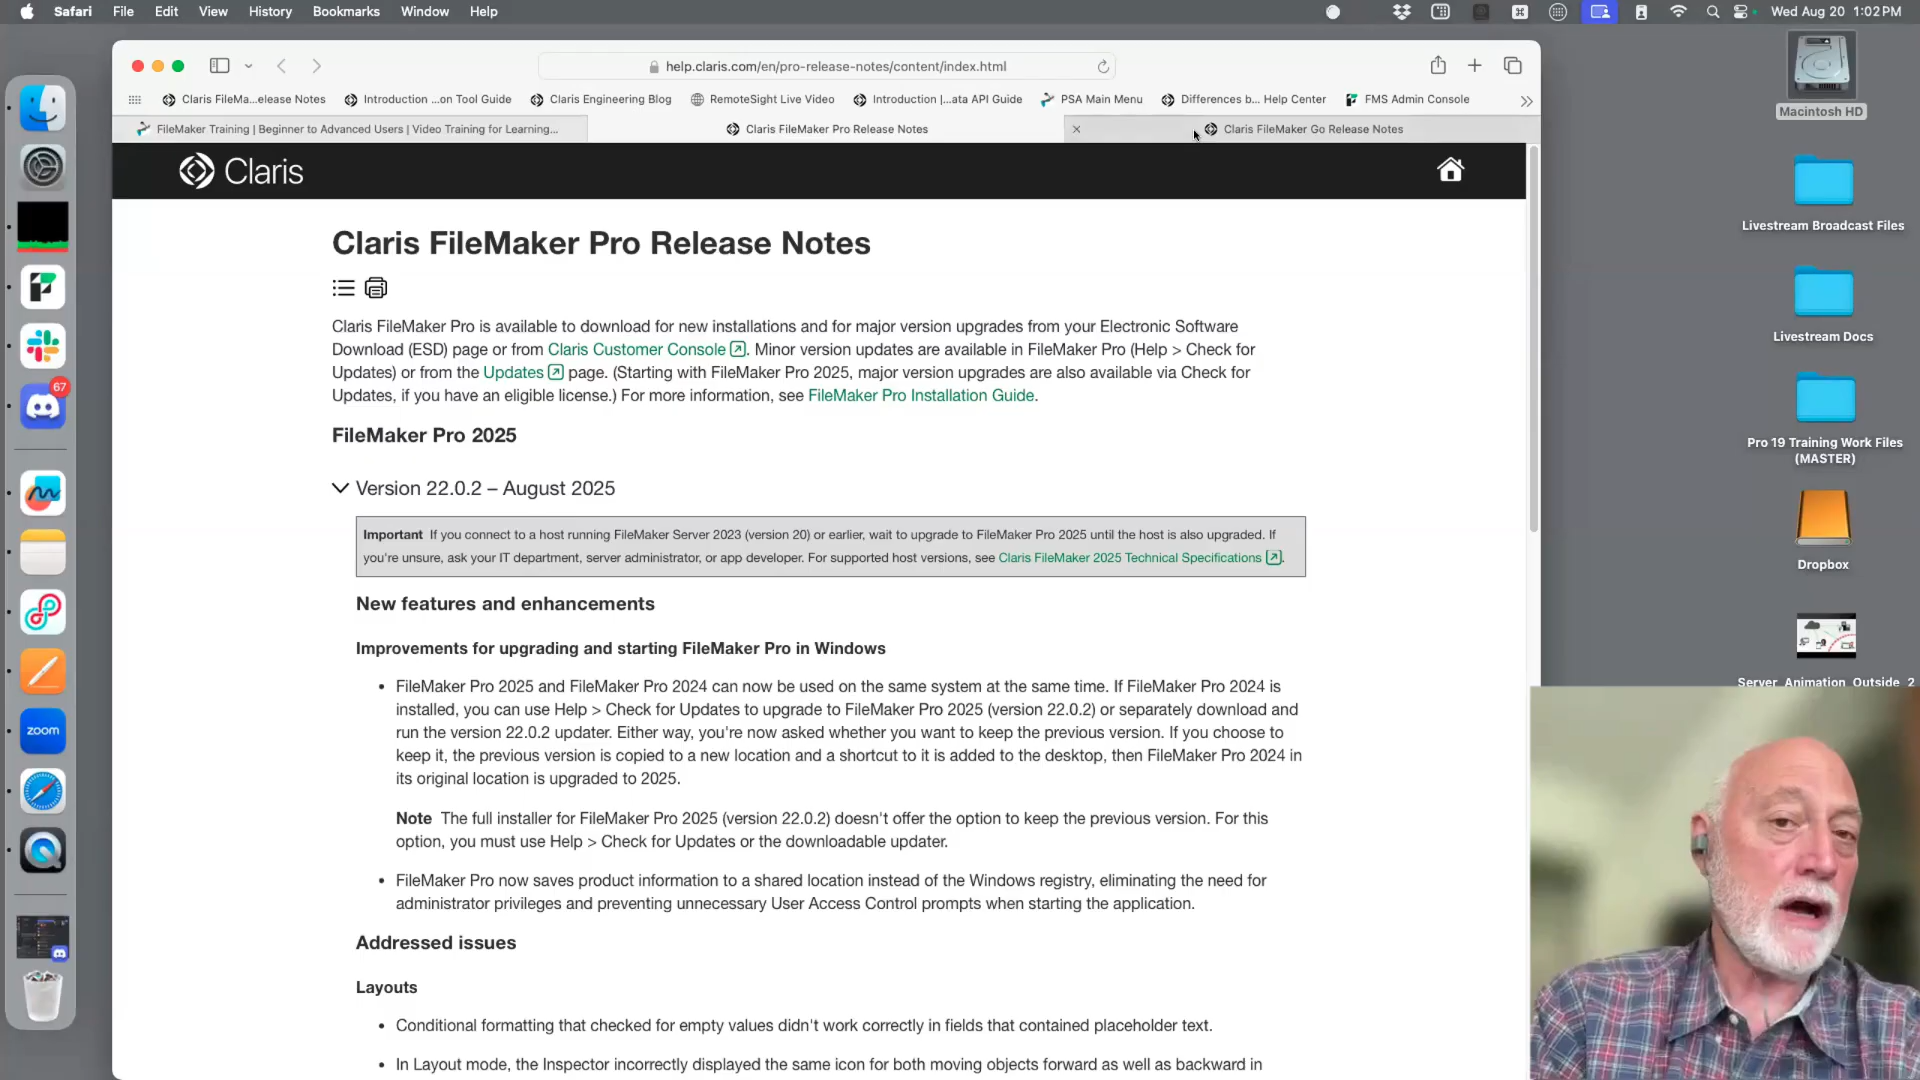 Safari File Edit View History Bookmarks Window Help
Wed Aug 20 1:02 PM
help.claris.com/en/pro-release-notes/content/index.html
Claris FileMa...elease Notes
Introduction ...on Tool Guide
Claris Engineering Blog
RemoteSight Live Video
Introduction |...ata API Guide
PSA Main Menu
Differences b... Help Center
FMS Admin Console
FileMaker Training | Beginner to Advanced Users | Video Training for Learning...
Claris FileMaker Pro Release Notes
Claris FileMaker Go Release Notes
Claris
Claris FileMaker Pro Release Notes
Claris FileMaker Pro is available to download for new installations and for major version upgrades from your Electronic Software
Download (ESD) page or from Claris Customer Console. Minor version updates are available in FileMaker Pro (Help > Check for
Updates) or from the Updates page. (Starting with FileMaker Pro 2025, major version upgrades are also available via Check for
Updates, if you have an eligible license.) For more information, see FileMaker Pro Installation Guide.
FileMaker Pro 2025
Version 22.0.2 – August 2025
Important If you connect to a host running FileMaker Server 2023 (version 20) or earlier, wait to upgrade to FileMaker Pro 2025 until the host is also upgraded. If
you're unsure, ask your IT department, server administrator, or app developer. For supported host versions, see Claris FileMaker 2025 Technical Specifications.
New features and enhancements
Improvements for upgrading and starting FileMaker Pro in Windows
• FileMaker Pro 2025 and FileMaker Pro 2024 can now be used on the same system at the same time. If FileMaker Pro 2024 is
installed, you can use Help > Check for Updates to upgrade to FileMaker Pro 2025 (version 22.0.2) or separately download and
run the version 22.0.2 updater. Either way, you're now asked whether you want to keep the previous version. If you choose to
keep it, the previous version is copied to a new location and a shortcut to it is added to the desktop, then FileMaker Pro 2024 in
its original location is upgraded to 2025.
Note The full installer for FileMaker Pro 2025 (version 22.0.2) doesn't offer the option to keep the previous version. For this
option, you must use Help > Check for Updates or the downloadable updater.
• FileMaker Pro now saves product information to a shared location instead of the Windows registry, eliminating the need for
administrator privileges and preventing unnecessary User Access Control prompts when starting the application.
Addressed issues
Layouts
• Conditional formatting that checked for empty values didn't work correctly in fields that contained placeholder text.
• In Layout mode, the Inspector incorrectly displayed the same icon for both moving objects forward as well as backward in
67
zoom
Macintosh HD
Livestream Broadcast Files
Livestream Docs
Pro 19 Training Work Files
(MASTER)
Dropbox
Server_Animation_Outside_2